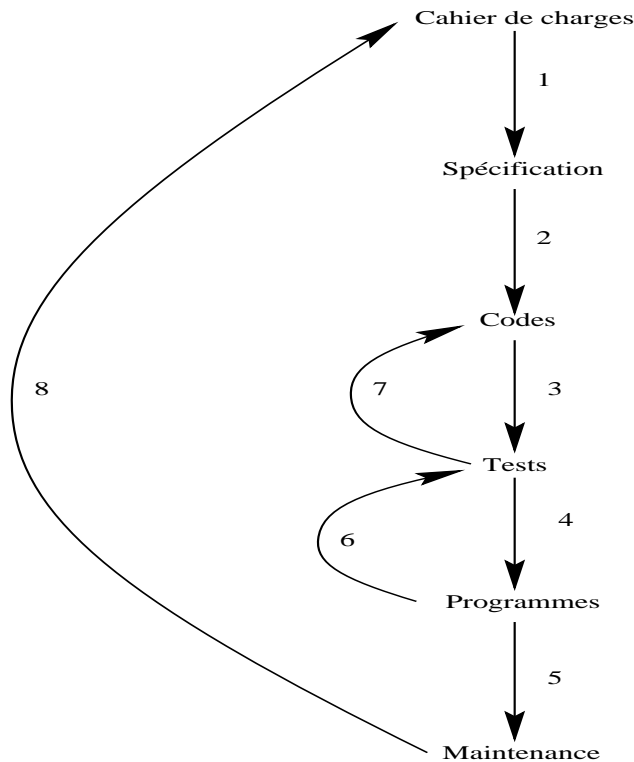 Cahier de charges
1
Spécification
2
Codes
8
7
3
Tests
4
6
Programmes
5
Maintenance